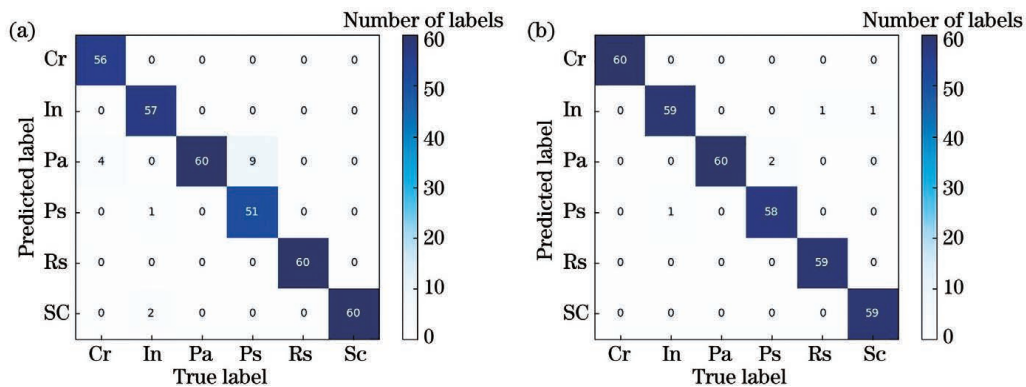 (a)
Number of labels
Predicted label
Cr 56 0 0 0 0 0
In 0 57 0 0 0 0
Pa 4 0 60 9 0 0
Ps 0 1 0 51 0 0
Rs 0 0 0 0 60 0
SC 0 2 0 0 0 60
Cr In Pa Ps Rs Sc
True label
60
50
40
30
20
10
0
(b)
Number of labels
Predicted label
Cr 60 0 0 0 0 0
In 0 59 0 0 1 1
Pa 0 0 60 2 0 0
Ps 0 1 0 58 0 0
Rs 0 0 0 0 59 0
SC 0 0 0 0 0 59
Cr In Pa Ps Rs Sc
True label
60
50
40
30
20
10
0